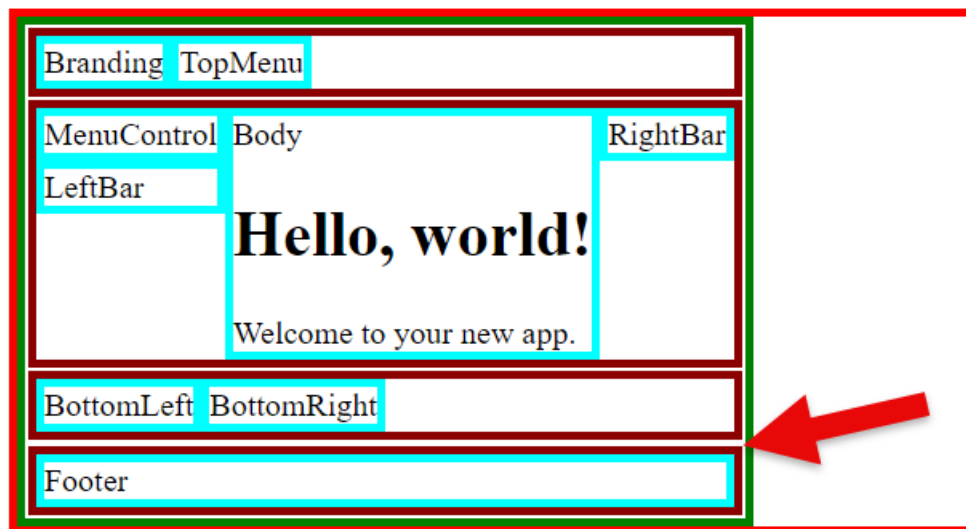 Branding TopMenu
MenuControl Body RightBar
LeftBar
Hello, world!
Welcome to your new app.
BottomLeft BottomRight
Footer